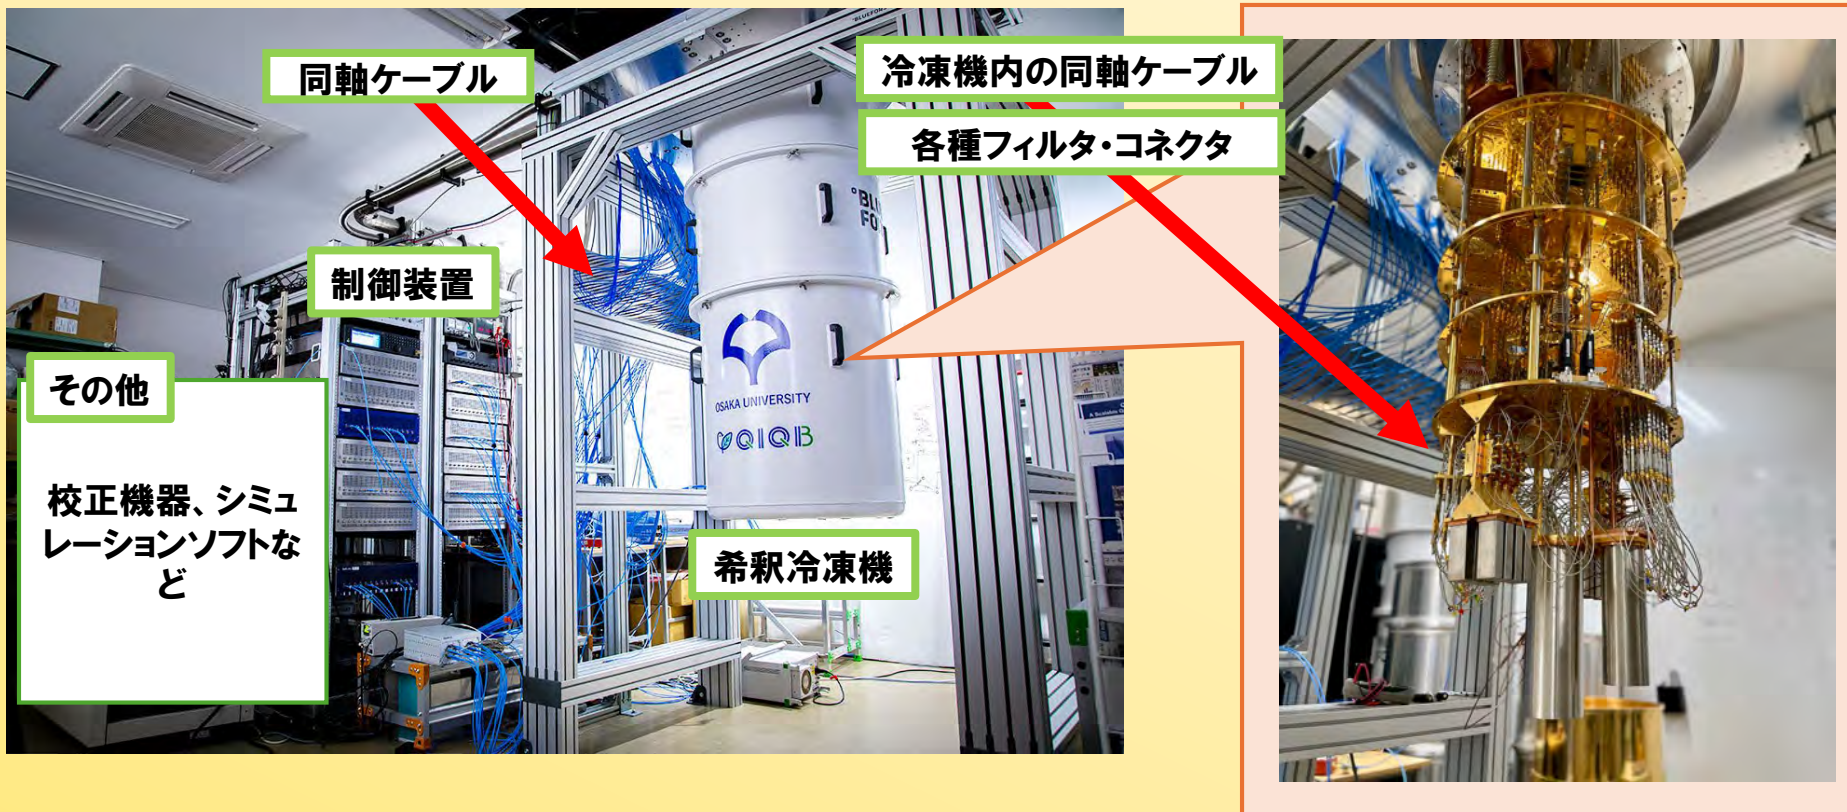 同軸ケーブル
冷凍機内の同軸ケーブル
各種フィルタ・コネクタ
制御装置
その他
校正機器、シミュ
レーションソフトな
ど
希釈冷凍機
°BLUEFORS
°BL
FO
OSAKA UNIVERSITY
QIQB